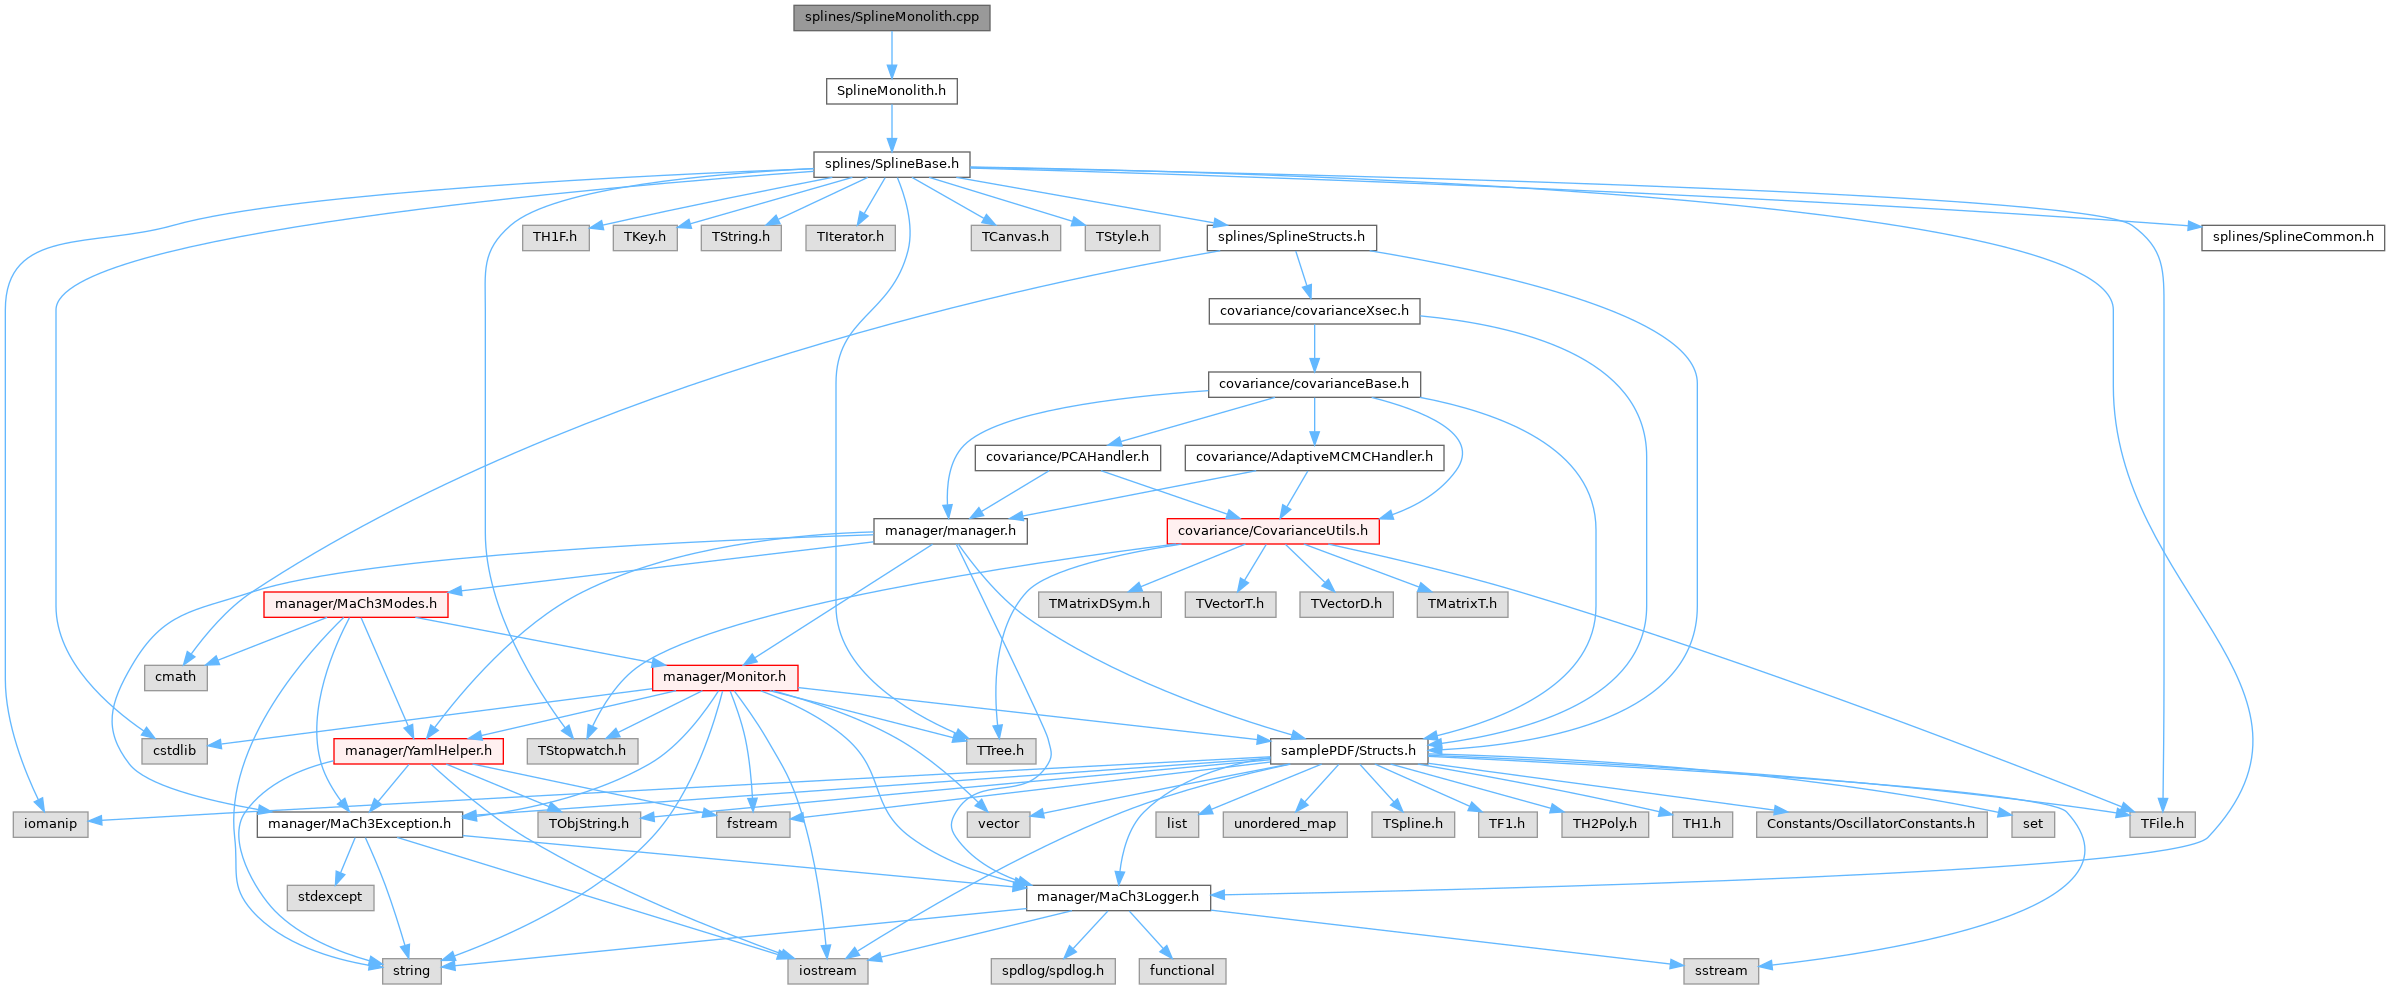 splines/SplineMonolith.cpp
SplineMonolith.h
splines/SplineBase.h
TH1F.h
TKey.h
TString.h
TIterator.h
TCanvas.h
TStyle.h
splines/SplineStructs.h
splines/SplineCommon.h
covariance/covarianceXsec.h
covariance/covarianceBase.h
covariance/PCAHandler.h
covariance/AdaptiveMCMCHandler.h
manager/manager.h
covariance/CovarianceUtils.h
manager/MaCh3Modes.h
TMatrixDSym.h
TVectorT.h
TVectorD.h
TMatrixT.h
cmath
manager/Monitor.h
cstdlib
manager/YamlHelper.h
TStopwatch.h
TTree.h
samplePDF/Structs.h
iomanip
manager/MaCh3Exception.h
TObjString.h
fstream
vector
list
unordered_map
TSpline.h
TF1.h
TH2Poly.h
TH1.h
Constants/OscillatorConstants.h
set
TFile.h
stdexcept
manager/MaCh3Logger.h
string
iostream
spdlog/spdlog.h
functional
sstream